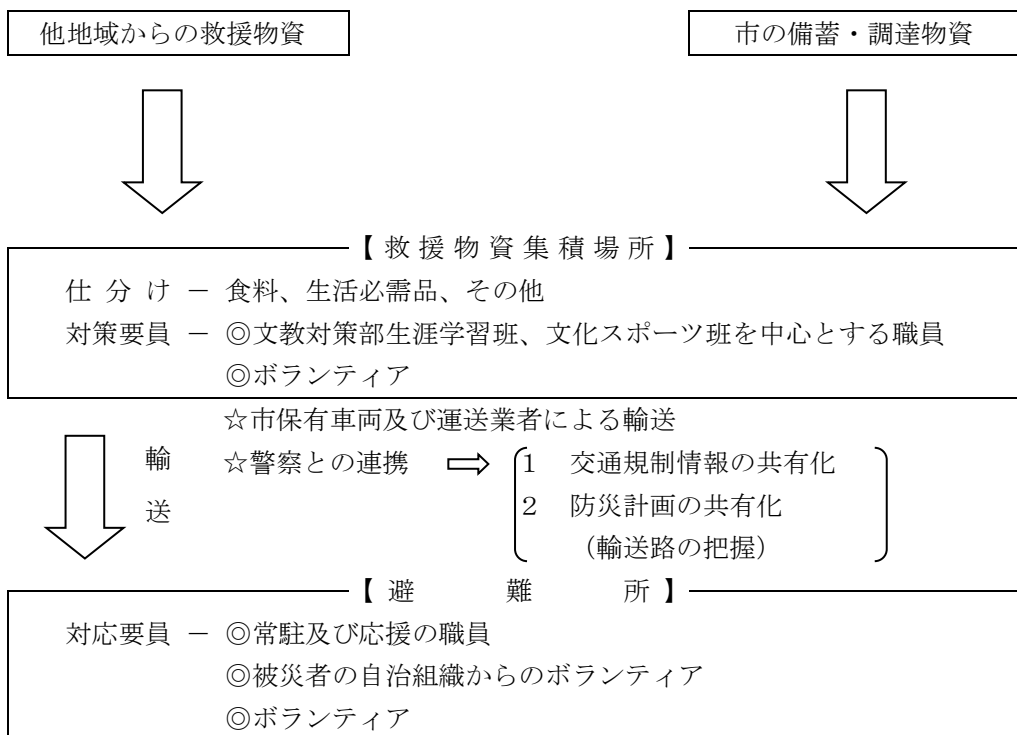 他地域からの救援物資
市の備蓄・調達物資
【 救 援 物 資 集 積 場 所 】
仕 分 け － 食料、生活必需品、その他
対策要員 － ◎文教対策部生涯学習班、文化スポーツ班を中心とする職員
◎ボランティア
輸送
☆市保有車両及び運送業者による輸送
☆警察との連携
1 交通規制情報の共有化
２ 防災計画の共有化
（輸送路の把握）
【 避 難 所 】
対応要員 － ◎常駐及び応援の職員
◎被災者の自治組織からのボランティア
◎ボランティア